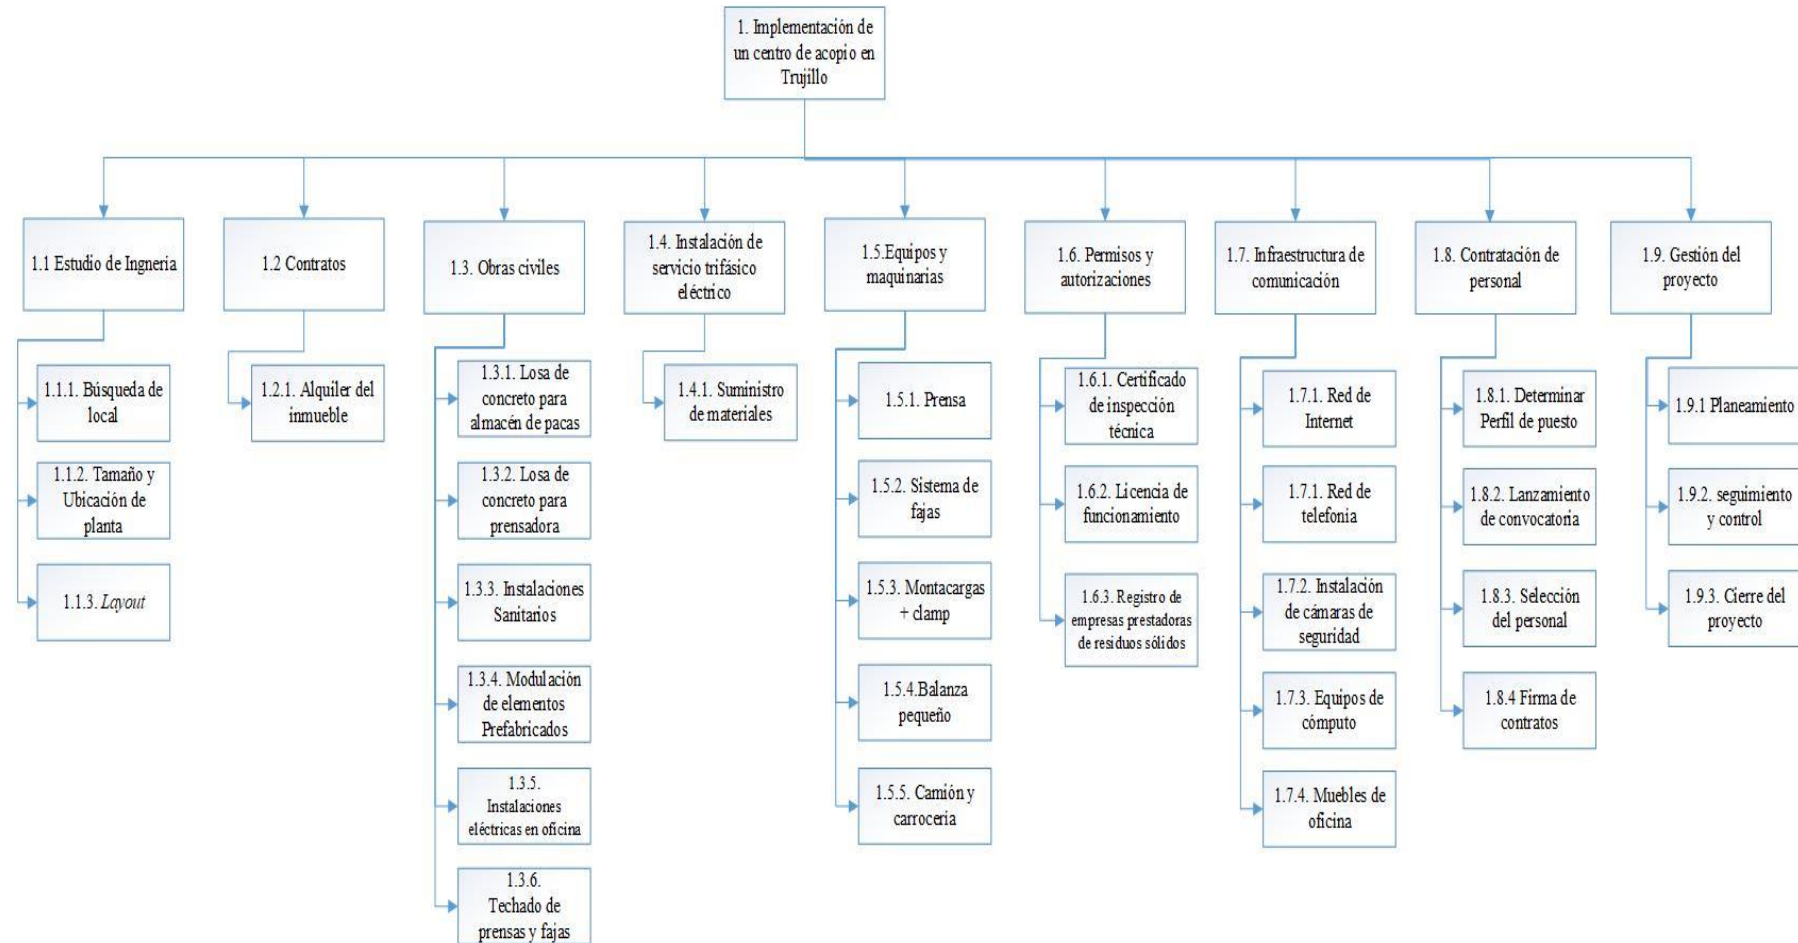 1. Implementación de
un centro de acopio en
Trujillo
1.1 Estudio de Ingneria
1.2 Contratos
1.3. Obras civiles
1.4. Instalación de
servicio trifásico
eléctrico
1.5.Equipos y
maquinarias
1.6. Permisos y
autorizaciones
1.7. Infraestructura de
comunicación
1.8. Contratación de
personal
1.9. Gestión del
proyecto
1.1.1. Búsqueda de
local
1.1.2. Tamaño y
Ubicación de
planta
1.1.3. Layout
1.2.1. Alquiler del
inmueble
1.3.1. Losa de
concreto para
almacén de pacas
1.3.2. Losa de
concreto para
prensadora
1.3.3. Instalaciones
Sanitarios
1.3.4. Modulación
de elementos
Prefabricados
1.3.5.
Instalaciones
eléctricas en oficina
1.3.6.
Techado de
prensas y fajas
1.4.1. Suministro
de materiales
1.5.1. Prensa
1.5.2. Sistema de
fajas
1.5.3. Montacargas
+ clamp
1.5.4.Balanza
pequeño
1.5.5. Camión y
carroceria
1.6.1. Certificado
de inspección
técnica
1.6.2. Licencia de
funcionamiento
1.6.3. Registro de
empresas prestadoras
de residuos sólidos
1.7.1. Red de
Internet
1.7.1. Red de
telefonia
1.7.2. Instalación
de cámaras de
seguridad
1.7.3. Equipos de
cómputo
1.7.4. Muebles de
oficina
1.8.1. Determinar
Perfil de puesto
1.8.2. Lanzamiento
de convocatoria
1.8.3. Selección
del personal
1.8.4 Firma de
contratos
1.9.1 Planeamiento
1.9.2. seguimiento
y control
1.9.3. Cierre del
proyecto